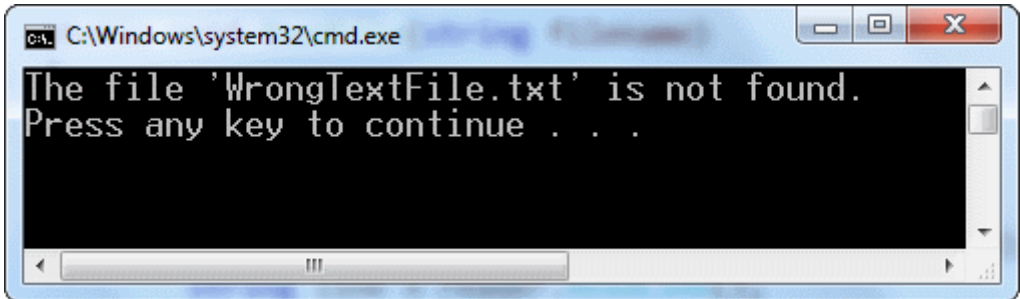 C:\Windows\system32\cmd.exe
The file 'WrongTextFile.txt' is not found.
Press any key to continue . . .